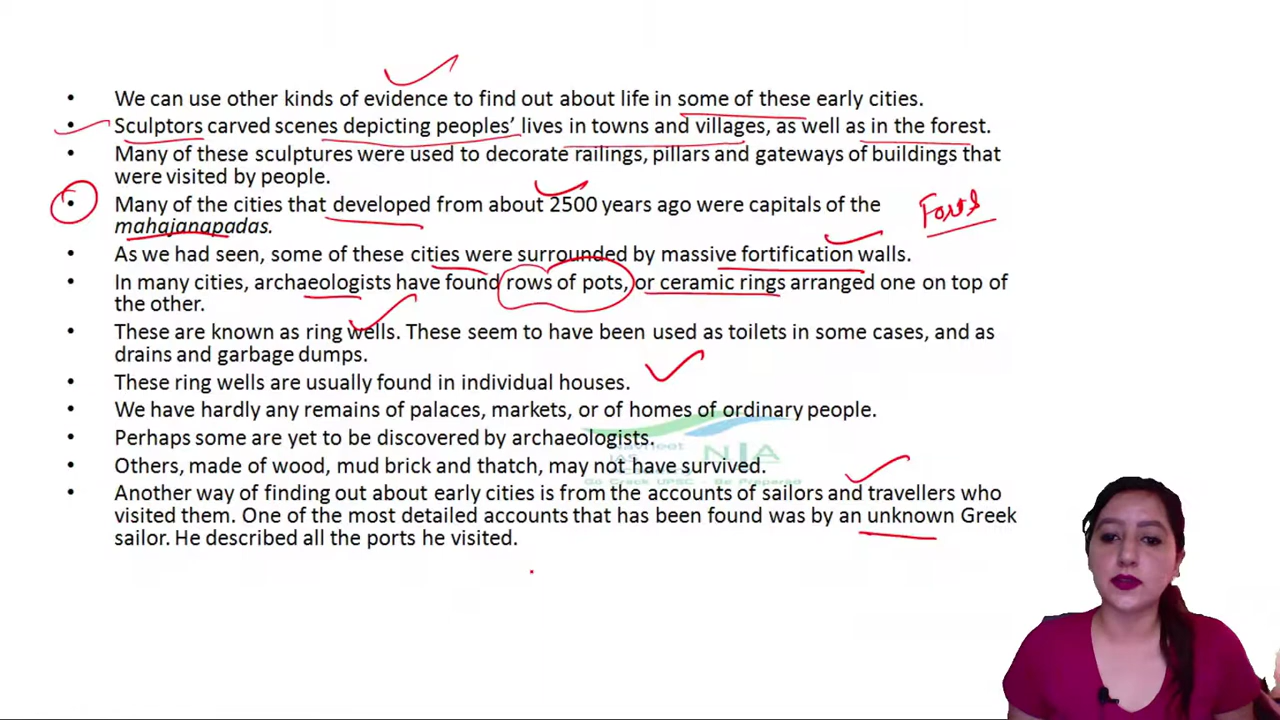 • We can use other kinds of evidence to find out about life in some of these early cities.
• Sculptors carved scenes depicting peoples' lives in towns and villages, as well as in the forest.
• Many of these sculptures were used to decorate railings, pillars and gateways of buildings that
were visited by people.
• Many of the cities that developed from about 2500 years ago were capitals of the
mahajanapadas.
Forts
• As we had seen, some of these cities were surrounded by massive fortification walls.
• In many cities, archaeologists have found rows of pots, or ceramic rings arranged one on top of
the other.
• These are known as ring wells. These seem to have been used as toilets in some cases, and as
drains and garbage dumps.
• These ring wells are usually found in individual houses.
• We have hardly any remains of palaces, markets, or of homes of ordinary people.
• Perhaps some are yet to be discovered by archaeologists.
NIA
• Others, made of wood, mud brick and thatch, may not have survived.
Go Crack UPSC - Be Prepared
• Another way of finding out about early cities is from the accounts of sailors and travellers who
visited them. One of the most detailed accounts that has been found was by an unknown Greek
sailor. He described all the ports he visited.